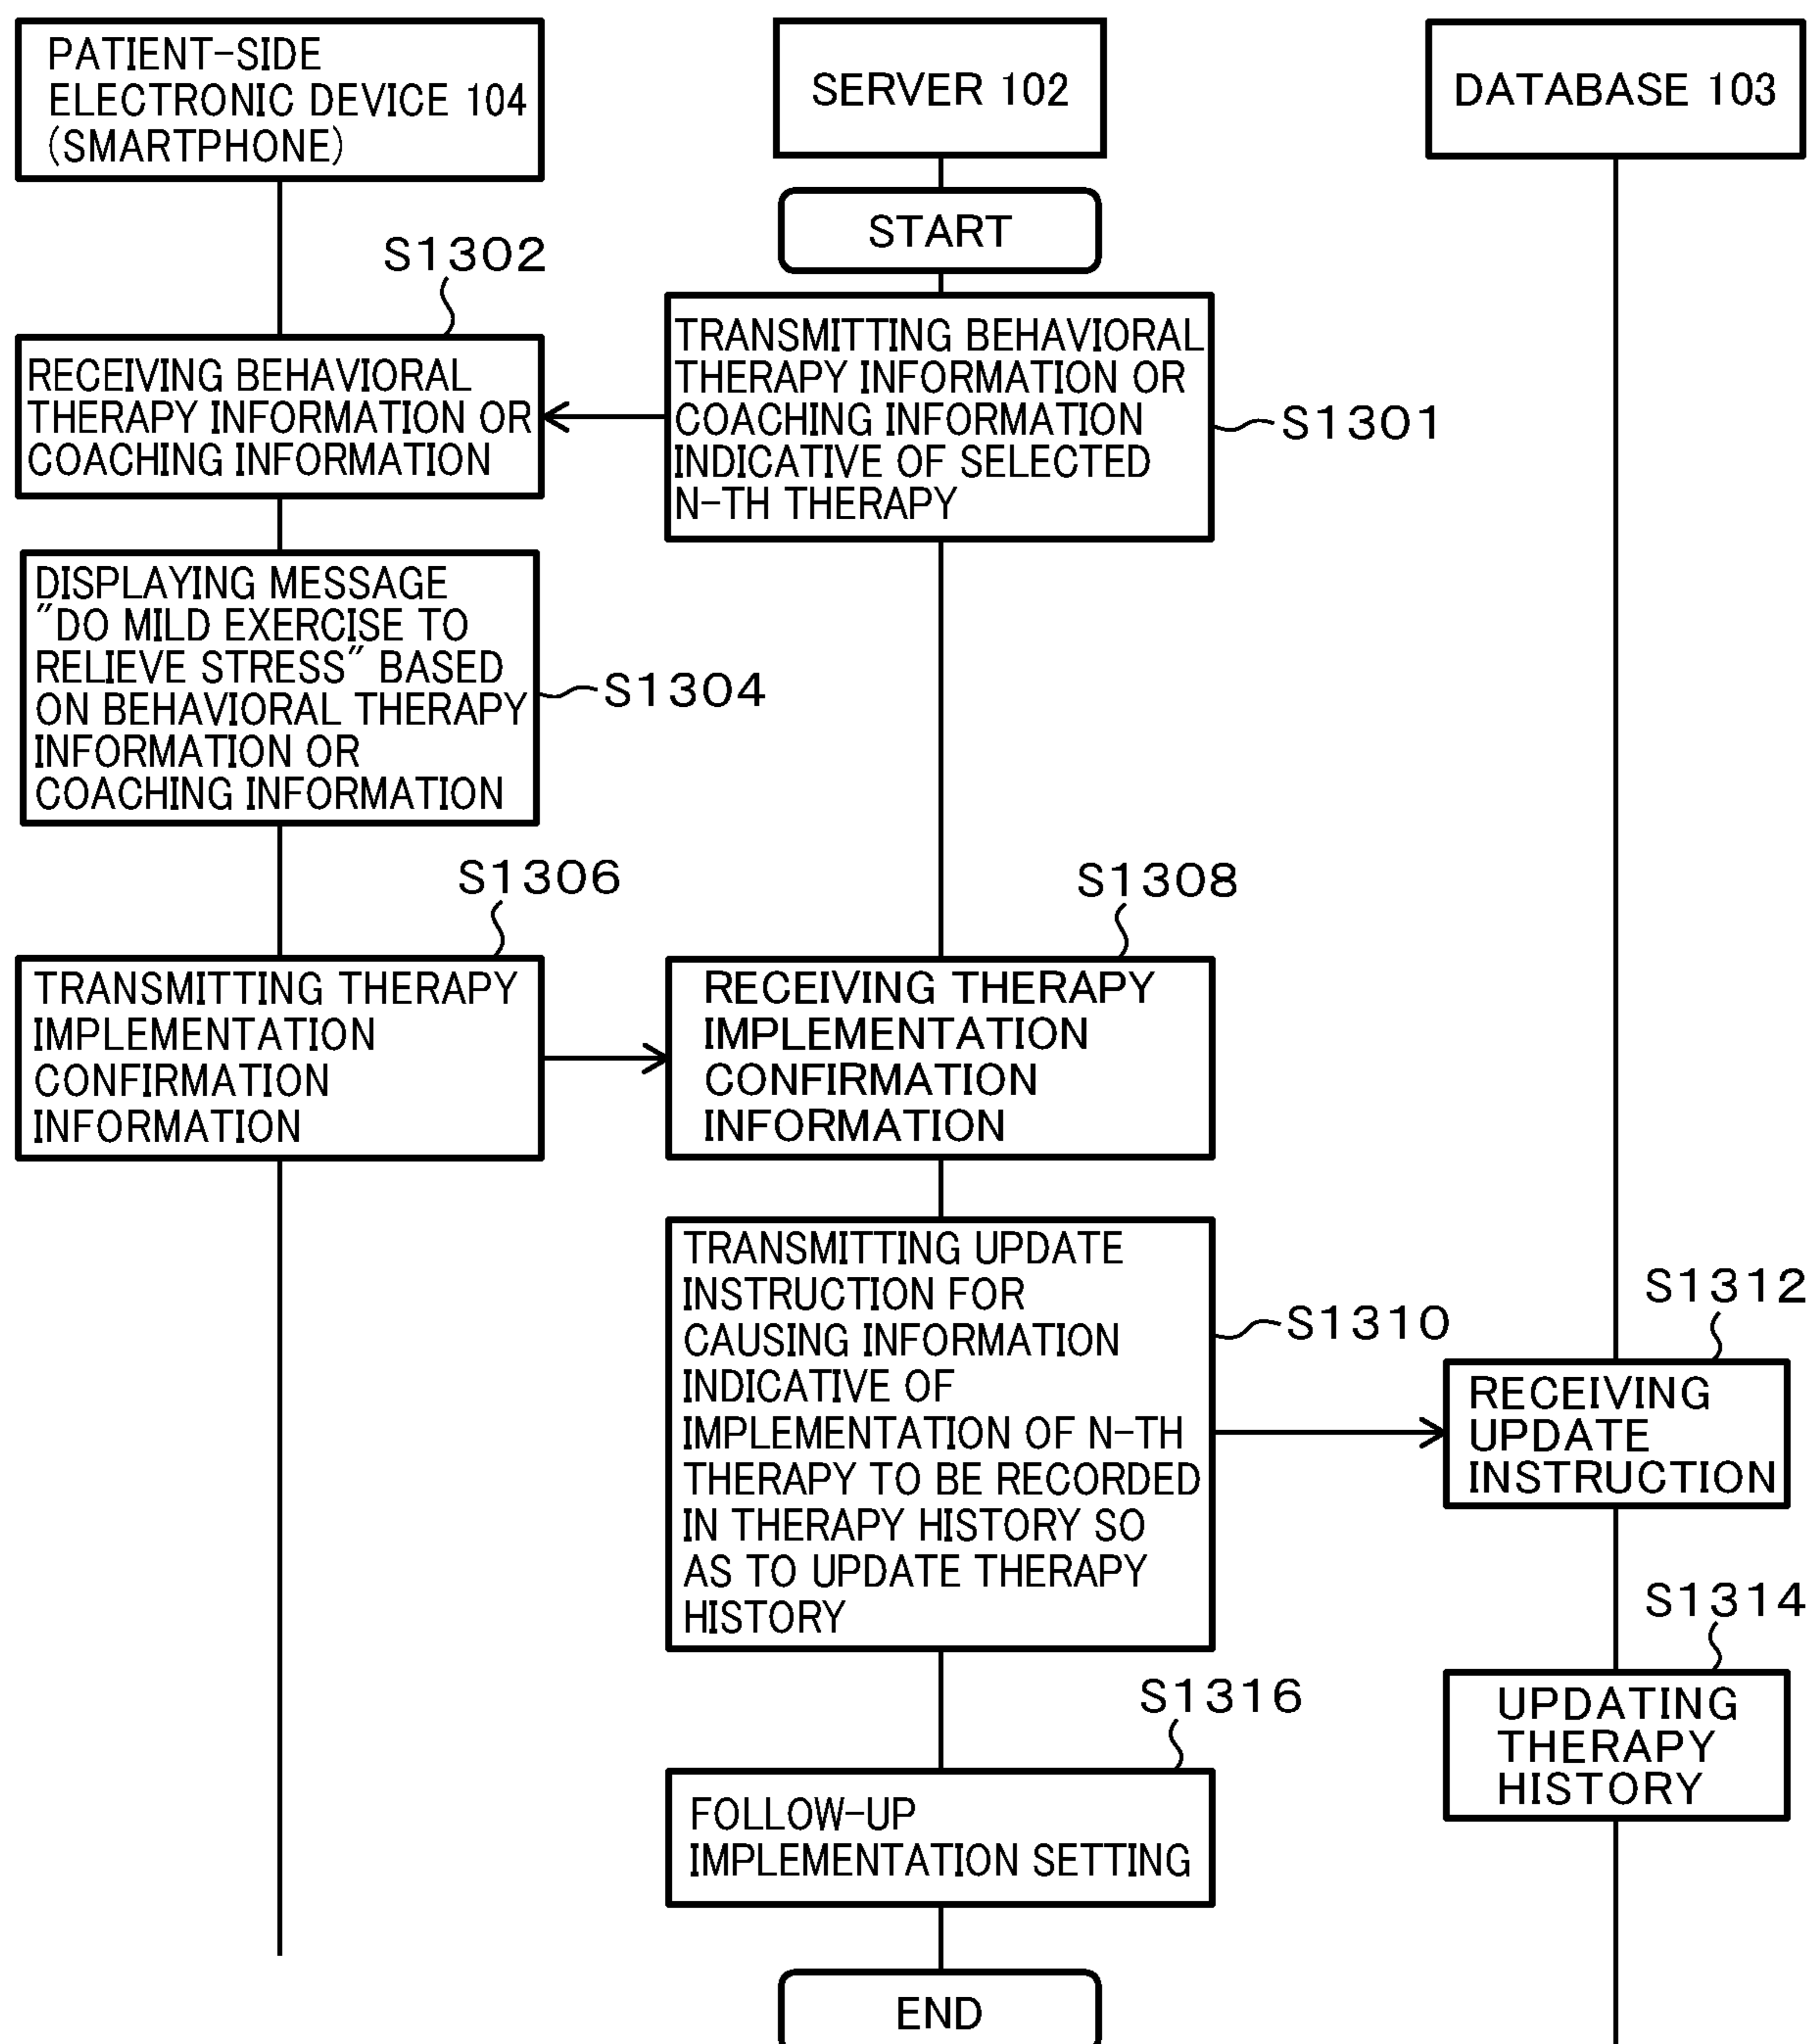 PATIENT-SIDE
ELECTRONIC DEVICE 104
(SMARTPHONE)
SERVER 102
DATABASE 103
START
S1302
RECEIVING BEHAVIORAL
THERAPY INFORMATION OR
COACHING INFORMATION
TRANSMITTING BEHAVIORAL
THERAPY INFORMATION OR
COACHING INFORMATION
INDICATIVE OF SELECTED
N-TH THERAPY
S1301
DISPLAYING MESSAGE
"DO MILD EXERCISE TO
RELIEVE STRESS" BASED
ON BEHAVIORAL THERAPY
INFORMATION OR
COACHING INFORMATION
S1304
S1306
TRANSMITTING THERAPY
IMPLEMENTATION
CONFIRMATION
INFORMATION
S1308
RECEIVING THERAPY
IMPLEMENTATION
CONFIRMATION
INFORMATION
TRANSMITTING UPDATE
INSTRUCTION FOR
CAUSING INFORMATION
INDICATIVE OF
IMPLEMENTATION OF N-TH
THERAPY TO BE RECORDED
IN THERAPY HISTORY SO
AS TO UPDATE THERAPY
HISTORY
S1310
S1312
RECEIVING
UPDATE
INSTRUCTION
S1314
UPDATING
THERAPY
HISTORY
S1316
FOLLOW-UP
IMPLEMENTATION SETTING
END